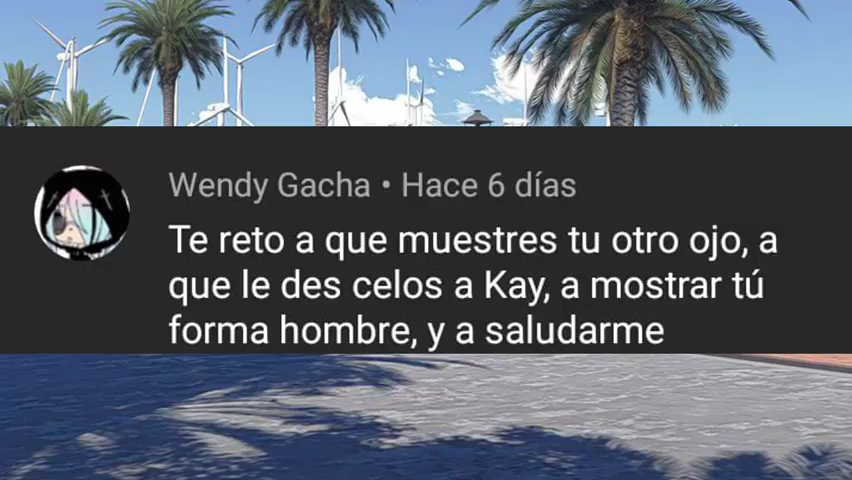 Wendy Gacha • Hace 6 días
Te reto a que muestres tu otro ojo, a
que le des celos a Kay, a mostrar tú
forma hombre, y a saludarme